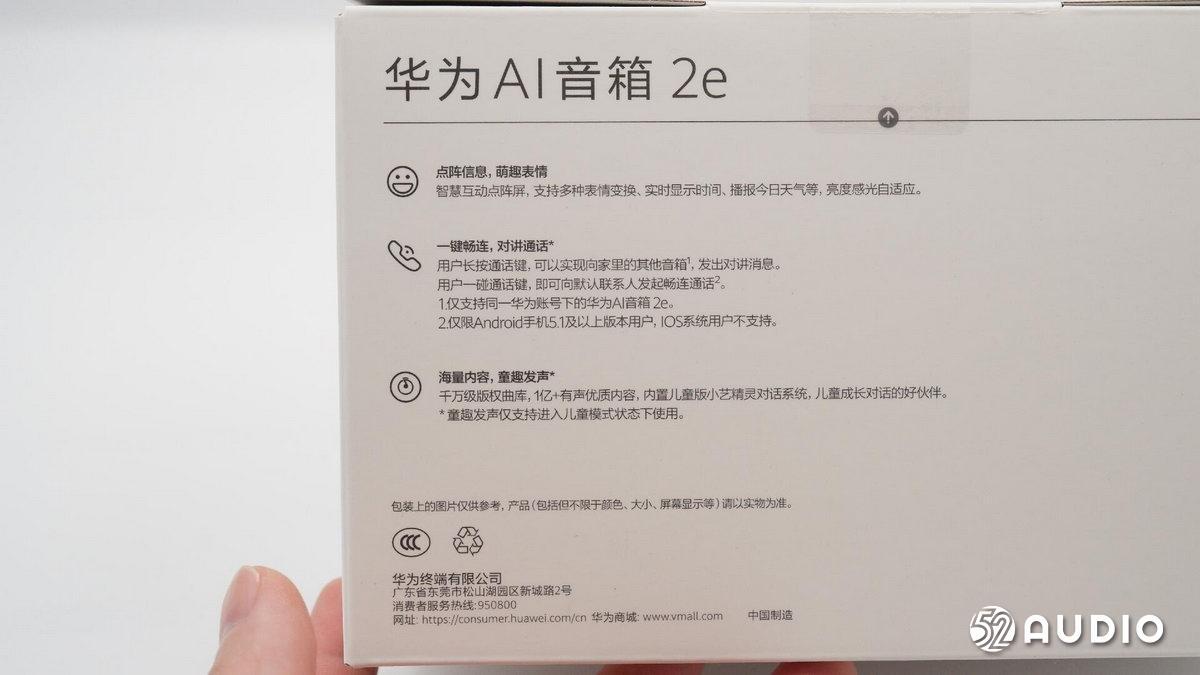 华为AI音箱 2e
点阵信息，萌趣表情
智慧互动点阵屏，支持多种表情变换、实时显示时间、播报今日天气等，亮度感光自适应。
一键畅连，对讲通话*
用户长按通话键，可以实现向家里的其他音箱¹，发出对讲消息。
用户一碰通话键，即可向默认联系人发起畅连通话²。
1.仅支持同一华为账号下的华为AI音箱 2e。
2.仅限Android手机5.1及以上版本用户，IOS系统用户不支持。
海量内容，童趣发声*
千万级版权曲库，1亿+有声优质内容，内置儿童版小艺精灵对话系统，儿童成长对话的好伙伴。
*童趣发声仅支持进入儿童模式状态下使用。
包装上的图片仅供参考，产品（包括但不限于颜色、大小、屏幕显示等）请以实物为准。
CCC
华为终端有限公司
广东省东莞市松山湖园区新城路2号
消费者服务热线:950800
网址: https://consumer.huawei.com/cn 华为商城: www.vmall.com 中国制造
52 AUDIO